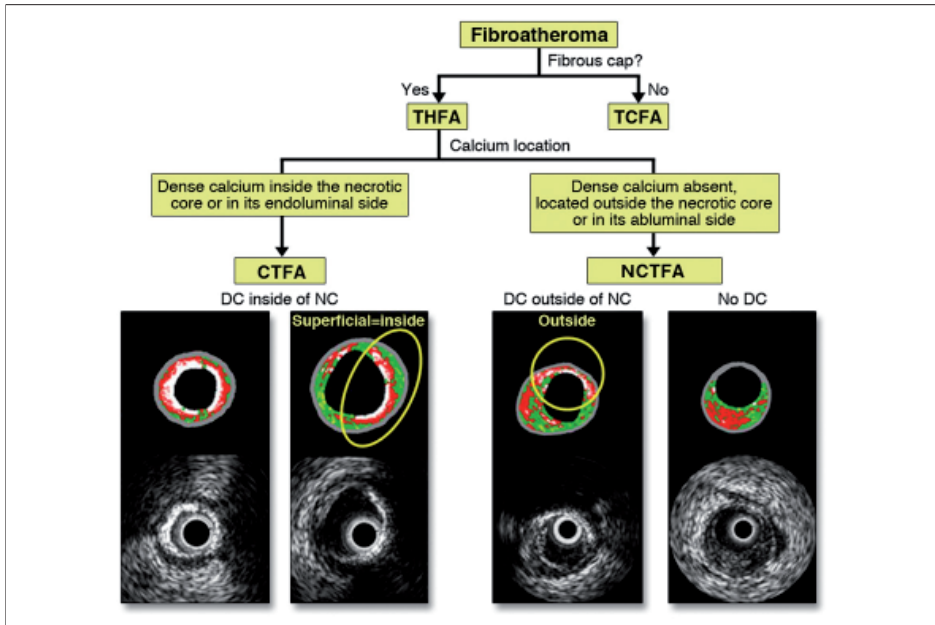 Fibroatheroma
Fibrous cap?
Yes
No
THFA
TCFA
Calcium location
Dense calcium inside the necrotic
core or in its endoluminal side
Dense calcium absent,
located outside the necrotic core
or in its abluminal side
CTFA
NCTFA
DC inside of NC
DC outside of NC
No DC
Superficial=inside
Outside